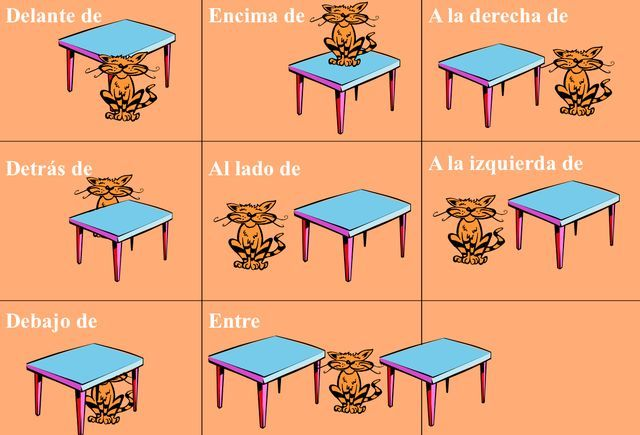 Delante de
Encima de
A la derecha de
Detrás de
Al lado de
A la izquierda de
Debajo de
Entre